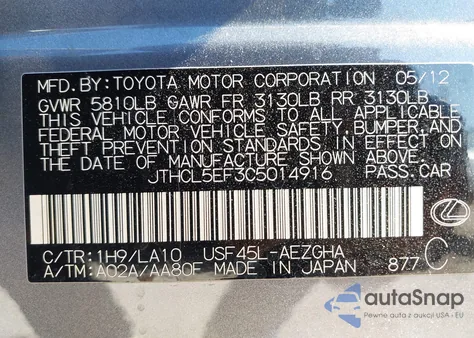 MFD. BY: TOYOTA MOTOR CORPORATION 05/12
GVWR 5810LB GAWR FR 3130LB RR 3130LB
THIS VEHICLE CONFORMS TO ALL APPLICABLE
FEDERAL MOTOR VEHICLE SAFETY, BUMPER, AND
THEFT PREVENTION STANDARDS IN EFFECT ON
THE DATE OF MANUFACTURE SHOWN ABOVE.
JTHCL5EF3C5014916 PASS. CAR
C/TR: 1H9/LA10 USF45L-AEZGHA
A/TM: A02A/AA80F MADE IN JAPAN 877 C
autoSnap
Pewne auta z aukcji USA - EU